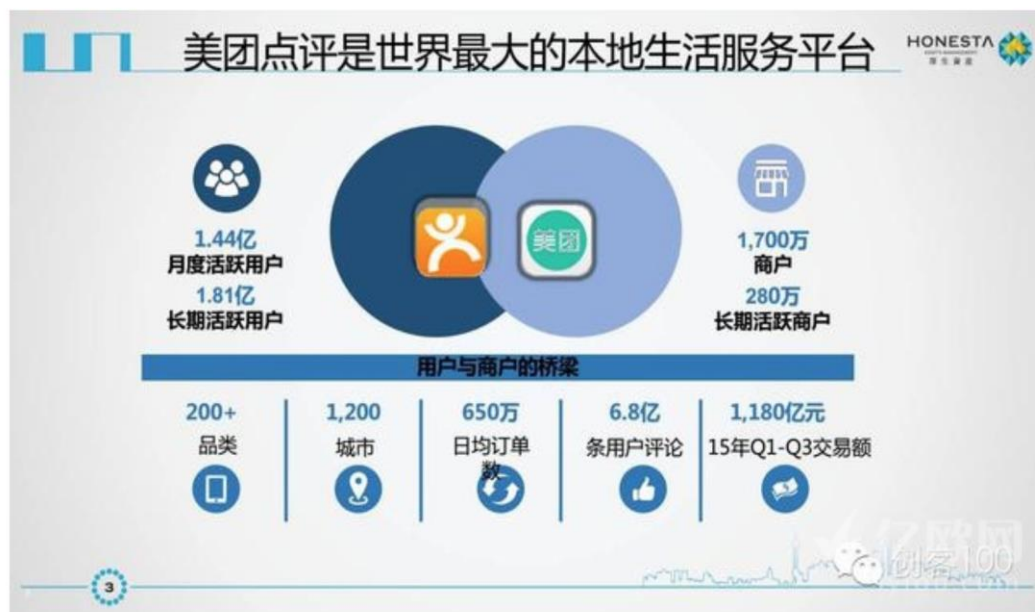 美团点评是世界最大的本地生活服务平台
HONESTA
厚生資產
美团
1.44亿
月度活跃用户
1.81亿
长期活跃用户
1,700万
商户
280万
长期活跃商户
用户与商户的桥梁
200+
品类
1,200
城市
650万
日均订单
数
6.8亿
条用户评论
1,180亿元
15年Q1-Q3交易额
亿欧网
创客100
3